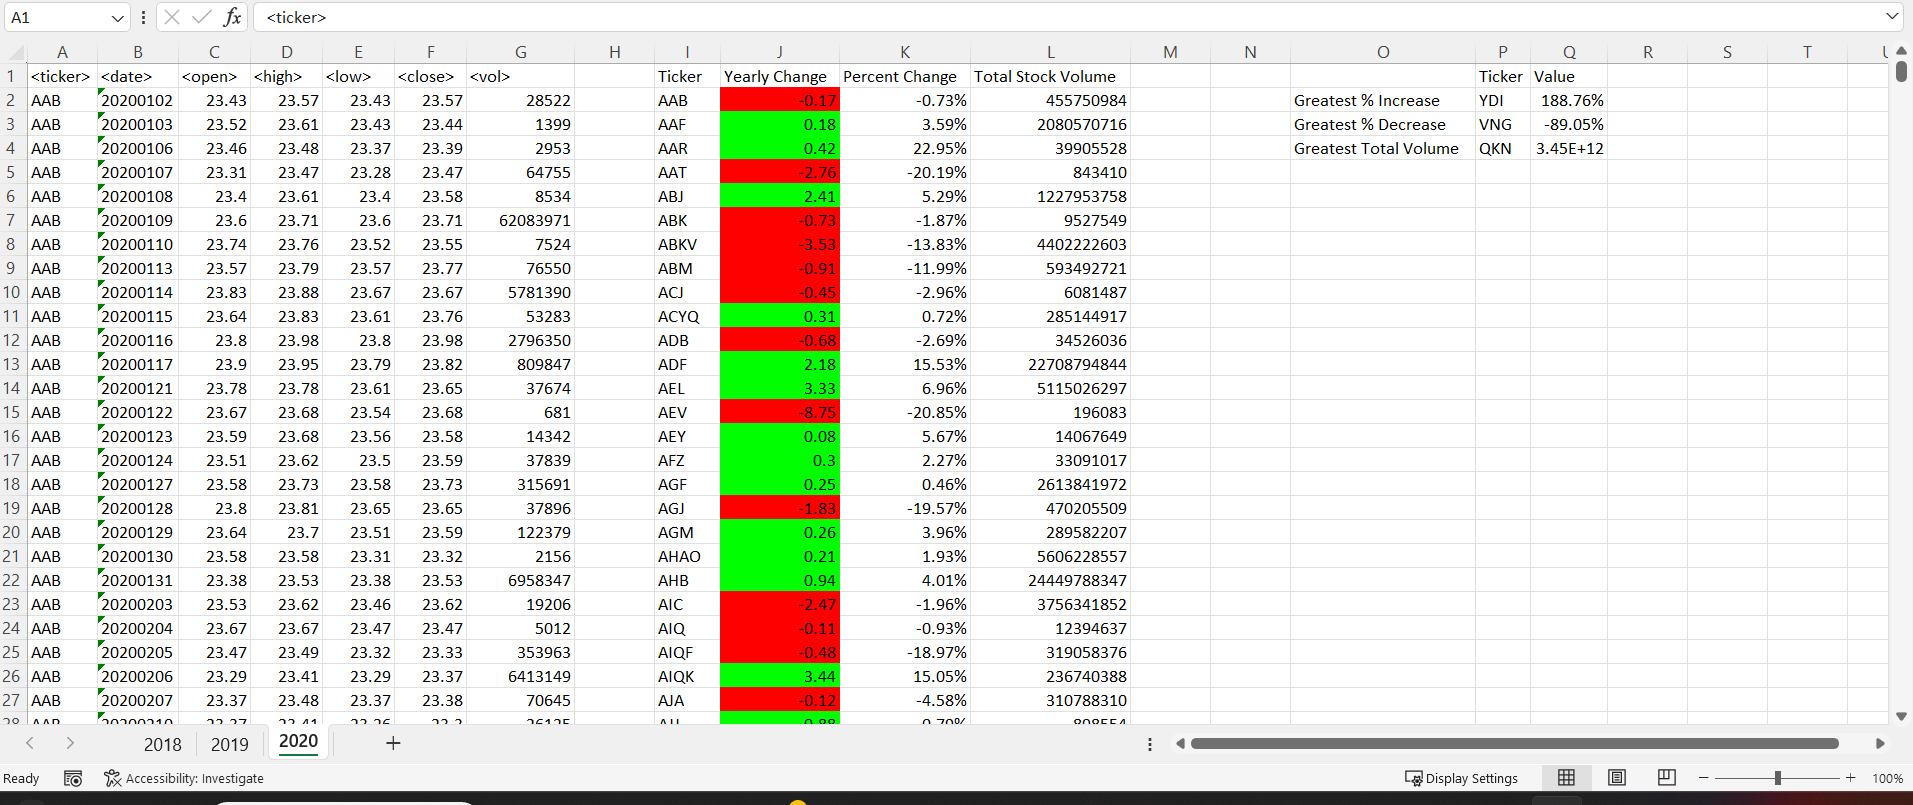 A1 fx <ticker>
A B C D E F G H I J K L M N O P Q R S T
1 <ticker> <date> <open> <high> <low> <close> <vol> Ticker Yearly Change Percent Change Total Stock Volume Ticker Value
2 AAB 20200102 23.43 23.57 23.43 23.57 28522 AAB -0.17 -0.73% 455750984 Greatest % Increase YDI 188.76%
3 AAB 20200103 23.52 23.61 23.43 23.44 1399 AAF 0.18 3.59% 2080570716 Greatest % Decrease VNG -89.05%
4 AAB 20200106 23.46 23.48 23.37 23.39 2953 AAR 0.42 22.95% 39905528 Greatest Total Volume QKN 3.45E+12
5 AAB 20200107 23.31 23.47 23.28 23.47 64755 AAT -2.76 -20.19% 843410
6 AAB 20200108 23.4 23.61 23.4 23.58 8534 ABJ 2.41 5.29% 1227953758
7 AAB 20200109 23.6 23.71 23.6 23.71 62083971 ABK -0.73 -1.87% 9527549
8 AAB 20200110 23.74 23.76 23.52 23.55 7524 ABKV -3.53 -13.83% 4402222603
9 AAB 20200113 23.57 23.79 23.57 23.77 76550 ABM -0.91 -11.99% 593492721
10 AAB 20200114 23.83 23.88 23.67 23.67 5781390 ACJ -0.45 -2.96% 6081487
11 AAB 20200115 23.64 23.83 23.61 23.76 53283 ACYQ 0.31 0.72% 285144917
12 AAB 20200116 23.8 23.98 23.8 23.98 2796350 ADB -0.68 -2.69% 34526036
13 AAB 20200117 23.9 23.95 23.79 23.82 809847 ADF 2.18 15.53% 22708794844
14 AAB 20200121 23.78 23.78 23.61 23.65 37674 AEL 3.33 6.96% 5115026297
15 AAB 20200122 23.67 23.68 23.54 23.68 681 AEV -8.75 -20.85% 196083
16 AAB 20200123 23.59 23.68 23.56 23.58 14342 AEY 0.08 5.67% 14067649
17 AAB 20200124 23.51 23.62 23.5 23.59 37839 AFZ 0.3 2.27% 33091017
18 AAB 20200127 23.58 23.73 23.58 23.73 315691 AGF 0.25 0.46% 2613841972
19 AAB 20200128 23.8 23.81 23.65 23.65 37896 AGJ -1.83 -19.57% 470205509
20 AAB 20200129 23.64 23.7 23.51 23.59 122379 AGM 0.26 3.96% 289582207
21 AAB 20200130 23.58 23.58 23.31 23.32 2156 AHAO 0.21 1.93% 5606228557
22 AAB 20200131 23.38 23.53 23.38 23.53 6958347 AHB 0.94 4.01% 24449788347
23 AAB 20200203 23.53 23.62 23.46 23.62 19206 AIC -2.47 -1.96% 3756341852
24 AAB 20200204 23.67 23.67 23.47 23.47 5012 AIQ -0.11 -0.93% 12394637
25 AAB 20200205 23.47 23.49 23.32 23.33 353963 AIQF -0.48 -18.97% 319058376
26 AAB 20200206 23.29 23.41 23.29 23.37 6413149 AIQK 3.44 15.05% 236740388
27 AAB 20200207 23.37 23.48 23.37 23.38 70645 AJA -0.12 -4.58% 310788310
2018 2019 2020
Ready Accessibility: Investigate Display Settings 100%